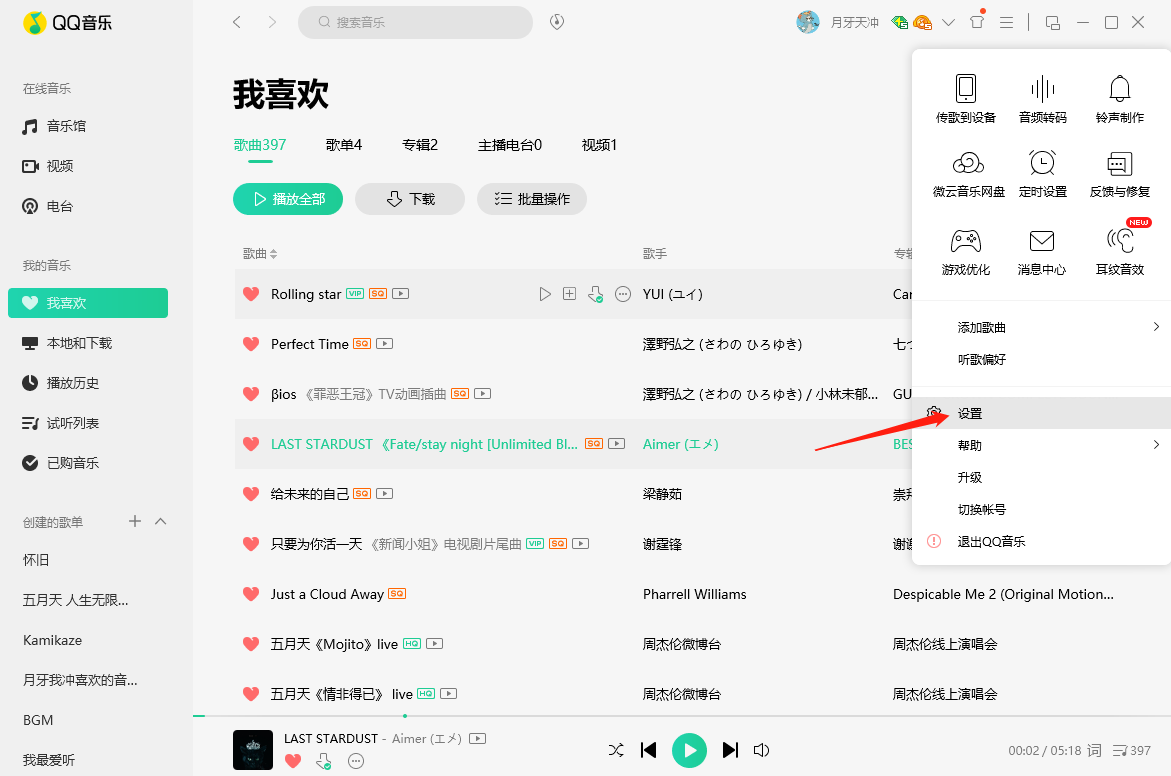 QQ音乐
搜索音乐
月牙天冲
在线音乐
音乐馆
视频
电台
我的音乐
我喜欢
本地和下载
播放历史
试听列表
已购音乐
创建的歌单
怀旧
五月天 人生无限...
Kamikaze
月牙我冲喜欢的音...
BGM
我最爱听
我喜欢
歌曲397 歌单4 专辑2 主播电台0 视频1
播放全部 下载 批量操作
歌曲 歌手 专辑
Rolling star VIP SQ YUI (ユイ) Car
Perfect Time SQ 澤野弘之 (さわの ひろゆき) 七つ
βios 《罪恶王冠》TV动画插曲 SQ 澤野弘之 (さわの ひろゆき) / 小林未郁... GU
LAST STARDUST 《Fate/stay night [Unlimited Bl... SQ Aimer (エメ) BES
给未来的自己 SQ 梁静茹 崇拜
只要为你活一天 《新闻小姐》电视剧片尾曲 VIP SQ 谢霆锋 谢谢
Just a Cloud Away SQ Pharrell Williams Despicable Me 2 (Original Motion...
五月天《Mojito》live HQ 周杰伦微博台 周杰伦线上演唱会
五月天《情非得已》 live HQ 周杰伦微博台 周杰伦线上演唱会
传歌到设备 音频转码 铃声制作
微云音乐网盘 定时设置 反馈与修复
NEW
游戏优化 消息中心 耳纹音效
添加歌曲
听歌偏好
设置
帮助
升级
切换帐号
退出QQ音乐
LAST STARDUST - Aimer (エメ)
00:02 / 05:18 词 397